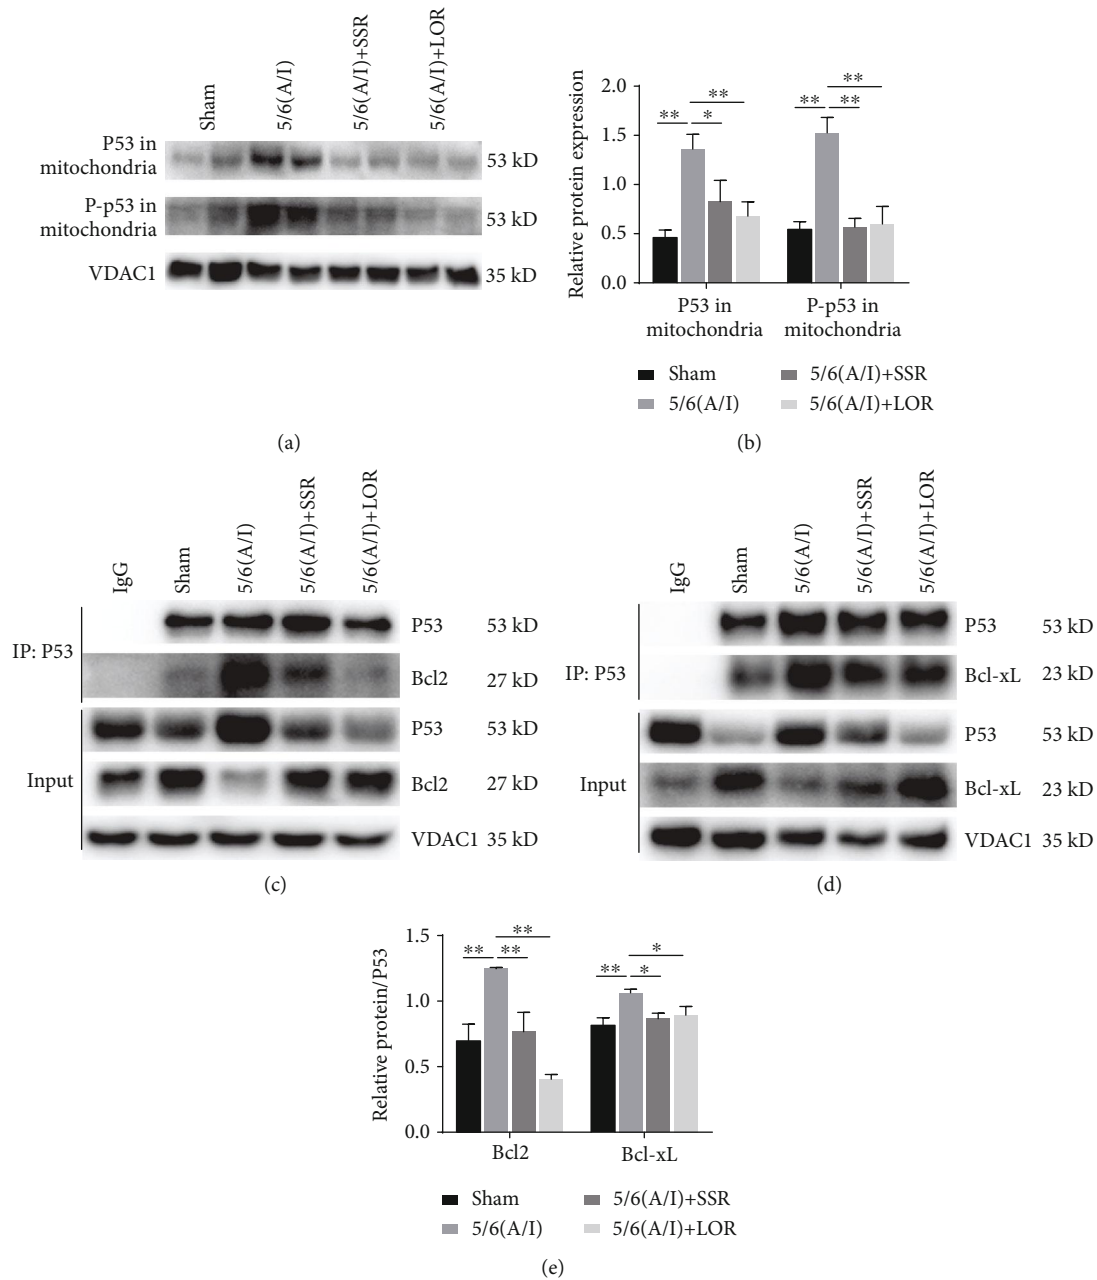 Sham
5/6(A/I)
5/6(A/I)+SSR
5/6(A/I)+LOR
P53 in
mitochondria
53 kD
P-p53 in
mitochondria
53 kD
VDAC1
35 kD
(a)
Relative protein expression
2.0
1.5
1.0
0.5
0.0
** ** *
** ** **
P53 in
mitochondria
P-p53 in
mitochondria
Sham
5/6(A/I)+SSR
5/6(A/I)
5/6(A/I)+LOR
(b)
IgG
Sham
5/6(A/I)
5/6(A/I)+SSR
5/6(A/I)+LOR
IP: P53
P53 53 kD
Bcl2 27 kD
Input
P53 53 kD
Bcl2 27 kD
VDAC1 35 kD
(c)
IgG
Sham
5/6(A/I)
5/6(A/I)+SSR
5/6(A/I)+LOR
IP: P53
P53 53 kD
Bcl-xL 23 kD
Input
P53 53 kD
Bcl-xL 23 kD
VDAC1 35 kD
(d)
Relative protein/P53
1.5
1.0
0.5
0.0
** ** **
** * *
Bcl2
Bcl-xL
Sham
5/6(A/I)+SSR
5/6(A/I)
5/6(A/I)+LOR
(e)